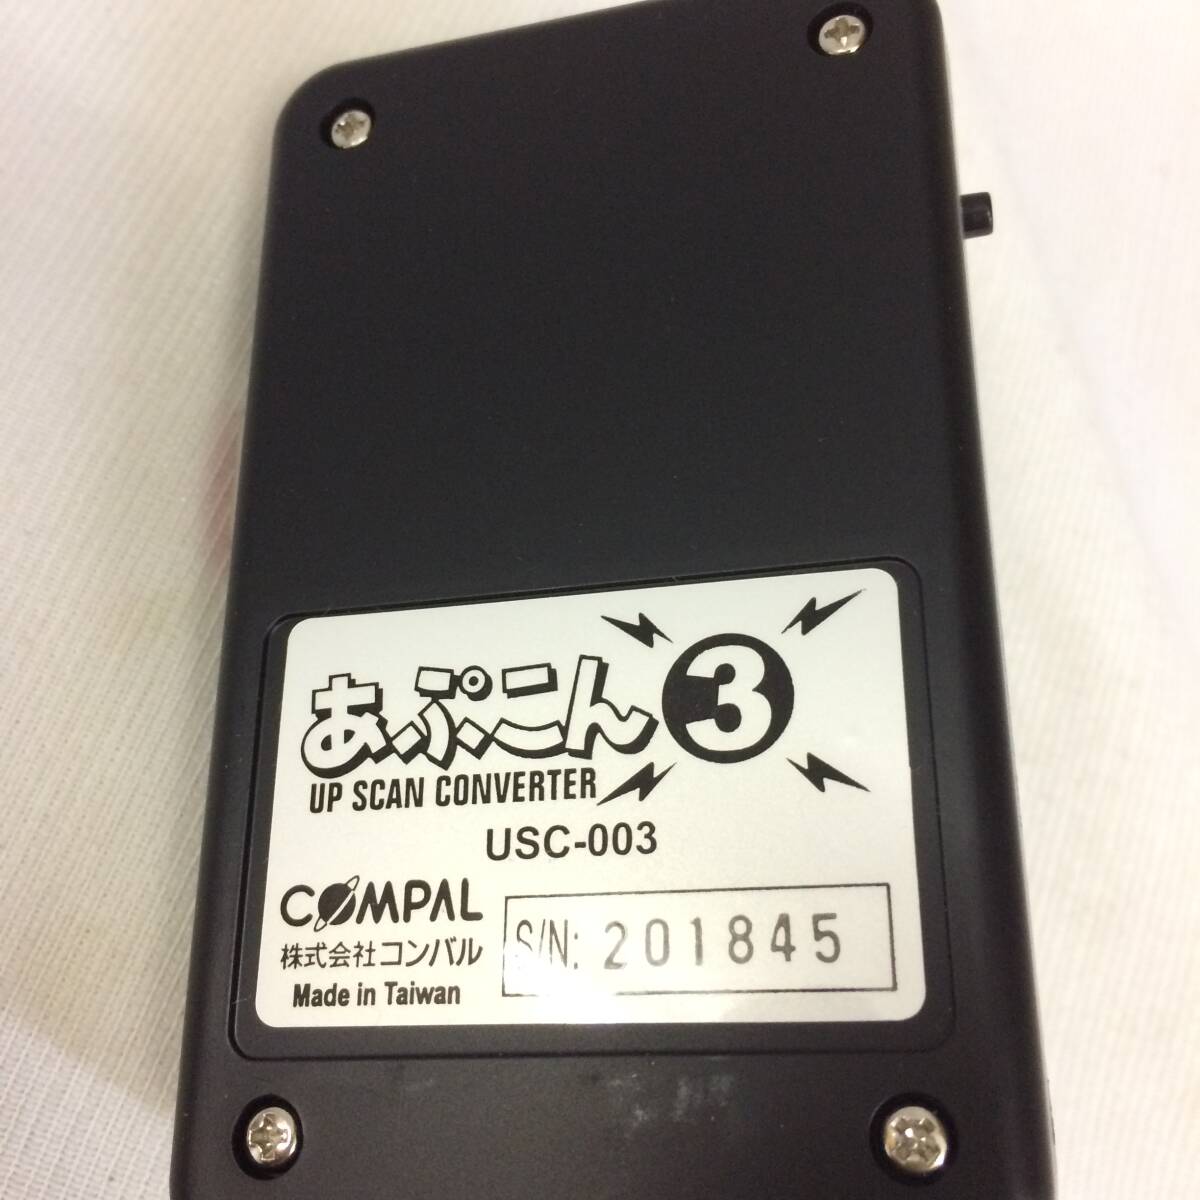 あぷこん3
UP SCAN CONVERTER
USC-003
COMPAL
株式会社コンバル
Made in Taiwan
S/N: 201845